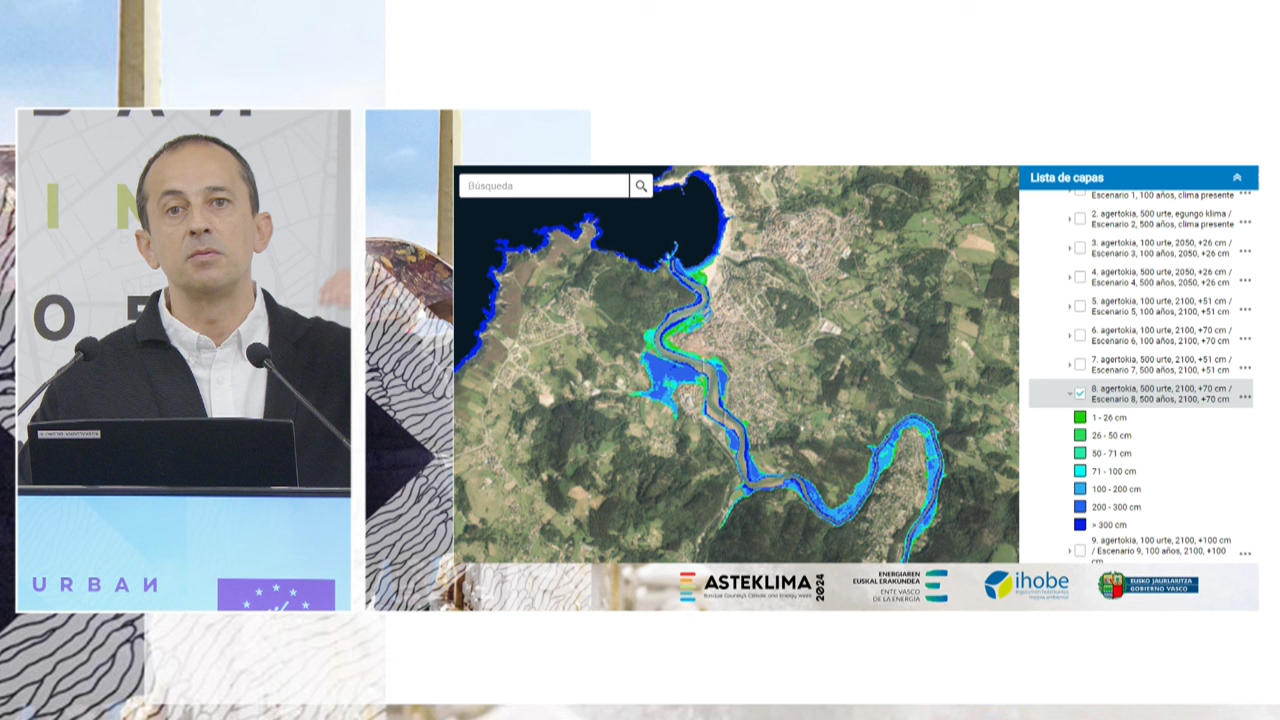 I
O
URBAN
Búsqueda
Lista de capas
Escenario 1, 100 años, clima presente
2. agertokia, 500 urte, egungo klima /
Escenario 2, 500 años, clima presente
3. agertokia, 100 urte, 2050, +26 cm /
Escenario 3, 100 años, 2050, +26 cm
4. agertokia, 500 urte, 2050, +26 cm /
Escenario 4, 500 años, 2050, +26 cm
5. agertokia, 100 urte, 2100, +51 cm /
Escenario 5, 100 años, 2100, +51 cm
6. agertokia, 100 urte, 2100, +70 cm /
Escenario 6, 100 años, 2100, +70 cm
7. agertokia, 500 urte, 2100, +51 cm /
Escenario 7, 500 años, 2100, +51 cm
8. agertokia, 500 urte, 2100, +70 cm /
Escenario 8, 500 años, 2100, +70 cm
1 - 26 cm
26 - 50 cm
50 - 71 cm
71 - 100 cm
100 - 200 cm
200 - 300 cm
> 300 cm
9. agertokia, 100 urte, 2100, +100 cm
/ Escenario 9, 100 años, 2100, +100
cm
ASTEKLIMA 2024
Basque Country's Climate and Energy Week
ENERGIAREN
EUSKAL ERAKUNDEA
ENTE VASCO
DE LA ENERGÍA
ihobe
EUSKO JAURLARITZA
GOBIERNO VASCO